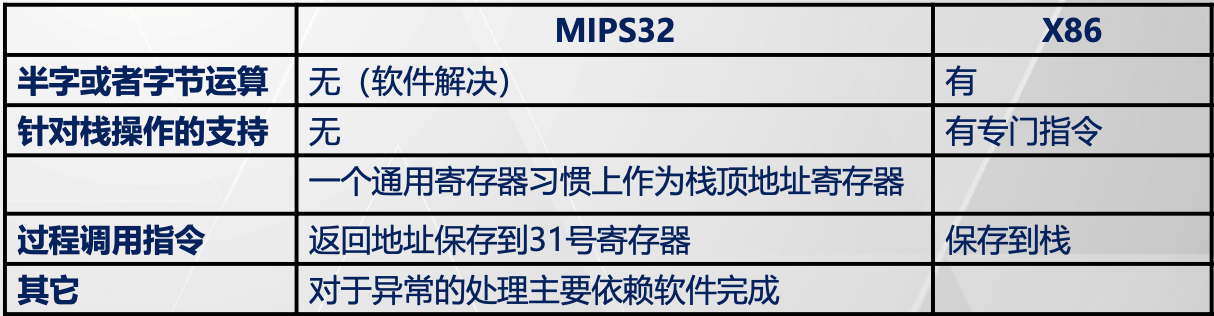 MIPS32 X86
半字或者字节运算 无（软件解决） 有
针对栈操作的支持 无 有专门指令
一个通用寄存器习惯上作为栈顶地址寄存器
过程调用指令 返回地址保存到31号寄存器 保存到栈
其它 对于异常的处理主要依赖软件完成